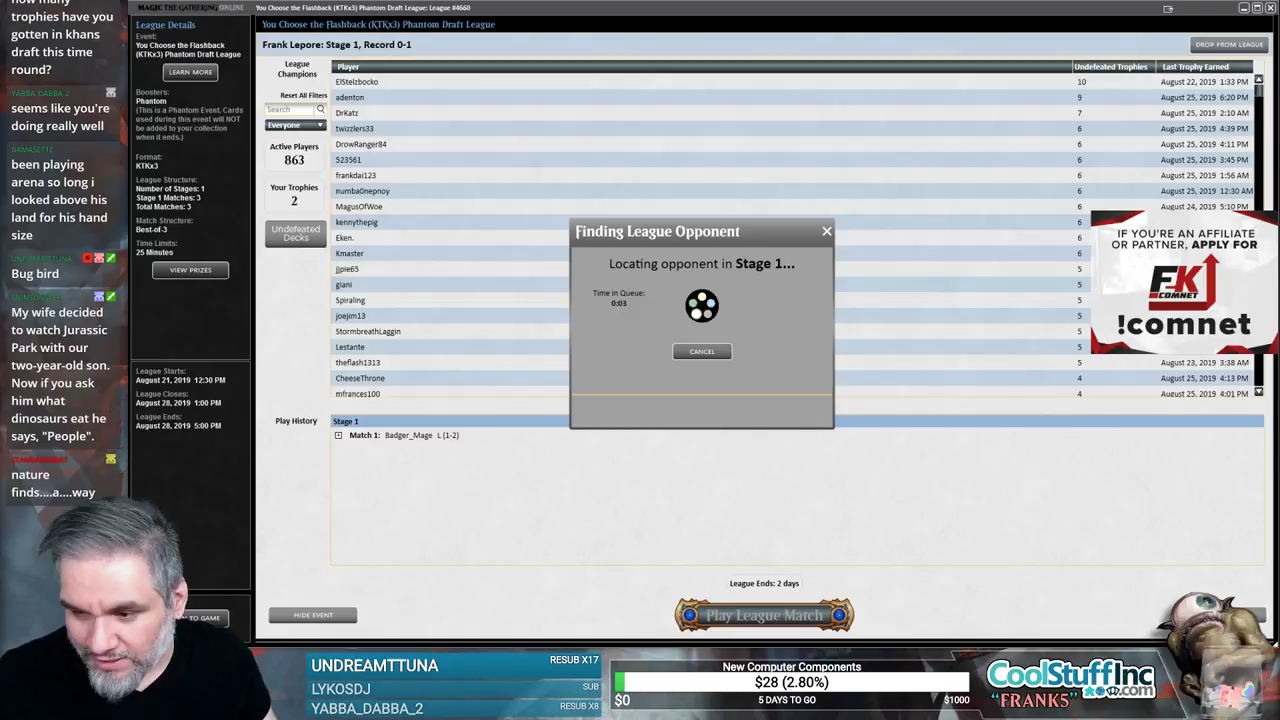 how many
trophies have you
gotten in khans
draft this time
round?
YABBA DABBA 2
seems like you're
doing really well
GAMASET12
been playing
arena so long i
looked above his
land for his hand
size
UNDREAMTTUNA
Bug bird
My wife decided
to watch Jurassic
Park with our
two-year-old son.
Now if you ask
him what
dinosaurs eat he
says, "People".
nature
finds....a....way
MAGIC THE GATHERING ONLINE
You Choose the Flashback (KTKx3) Phantom Draft League: League #4660
League Details
Event:
You Choose the Flashback
(KTKx3) Phantom Draft League
LEARN MORE
Boosters:
Phantom
(This is a Phantom Event, Cards
used during this event will NOT
be added to your collection
when it ends.)
Format:
KTKx3
League Structure:
Number of Stages: 1
Stage 1 Matches: 3
Total Matches: 3
Match Structure:
Best-of-3
Time Limits:
25 Minutes
VIEW PRIZES
League Starts:
August 21, 2019 12:30 PM
League Closes:
August 28, 2019 1:00 PM
League Ends:
August 28, 2019 5:00 PM
TO GAME
You Choose the Flashback (KTKx3) Phantom Draft League
Frank Lepore: Stage 1, Record 0-1
DROP FROM LEAGUE
League
Champions
Reset All Filters
Search
Everyone
Active Players
863
Your Trophies
2
Undefeated
Decks
Player Undefeated Trophies Last Trophy Earned
ElStelzbocko 10 August 22, 2019 1:33 PM
adenton 9 August 25, 2019 6:20 PM
DrKatz 7 August 25, 2019 2:10 AM
twizzlers33 6 August 25, 2019 4:39 PM
DrowRanger84 6 August 25, 2019 4:11 PM
523561 6 August 25, 2019 3:45 PM
frankdai123 6 August 25, 2019 1:56 AM
numba0nepnoy 6 August 25, 2019 12:30 AM
MagusOfWoe 6 August 24, 2019 5:10 PM
kennythepig 6
Eken. 6
Kmaster 6
jjpie65 5
giani 5
Spiraling 5
joejim13 5
StormbreathLaggin 5
Lestante 5
theflash1313 5 August 23, 2019 3:38 AM
CheeseThrone 4 August 25, 2019 4:13 PM
mfrances100 4 August 25, 2019 4:01 PM
Finding League Opponent
Locating opponent in Stage 1...
Time in Queue:
0:03
CANCEL
IF YOU'RE AN AFFILIATE
OR PARTNER, APPLY FOR
FK
COMNET
!comnet
Play History
Stage 1
Match 1: Badger_Mage L (1-2)
League Ends: 2 days
HIDE EVENT
Play League Match
UNDREAMTTUNA RESUB X17
LYKOSDJ SUB
YABBA_DABBA_2 RESUB X8
New Computer Components
$28 (2.80%)
$0 5 DAYS TO GO $1000
CoolStuffInc
.com
"FRANK5"